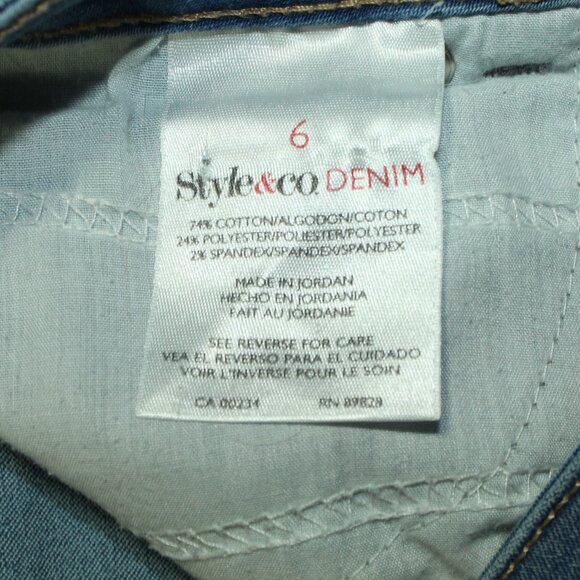 6
Style&co. DENIM
74% COTTON/ALGODON/COTON
24% POLYESTER/POLIESTER/POLYESTER
2% SPANDEX/SPANDEX/SPANDEX
MADE IN JORDAN
HECHO EN JORDANIA
FAIT AU JORDANIE
SEE REVERSE FOR CARE
VEA EL REVERSO PARA EL CUIDADO
VOIR L'INVERSE POUR LE SOIN
CA 00234 RN 89828